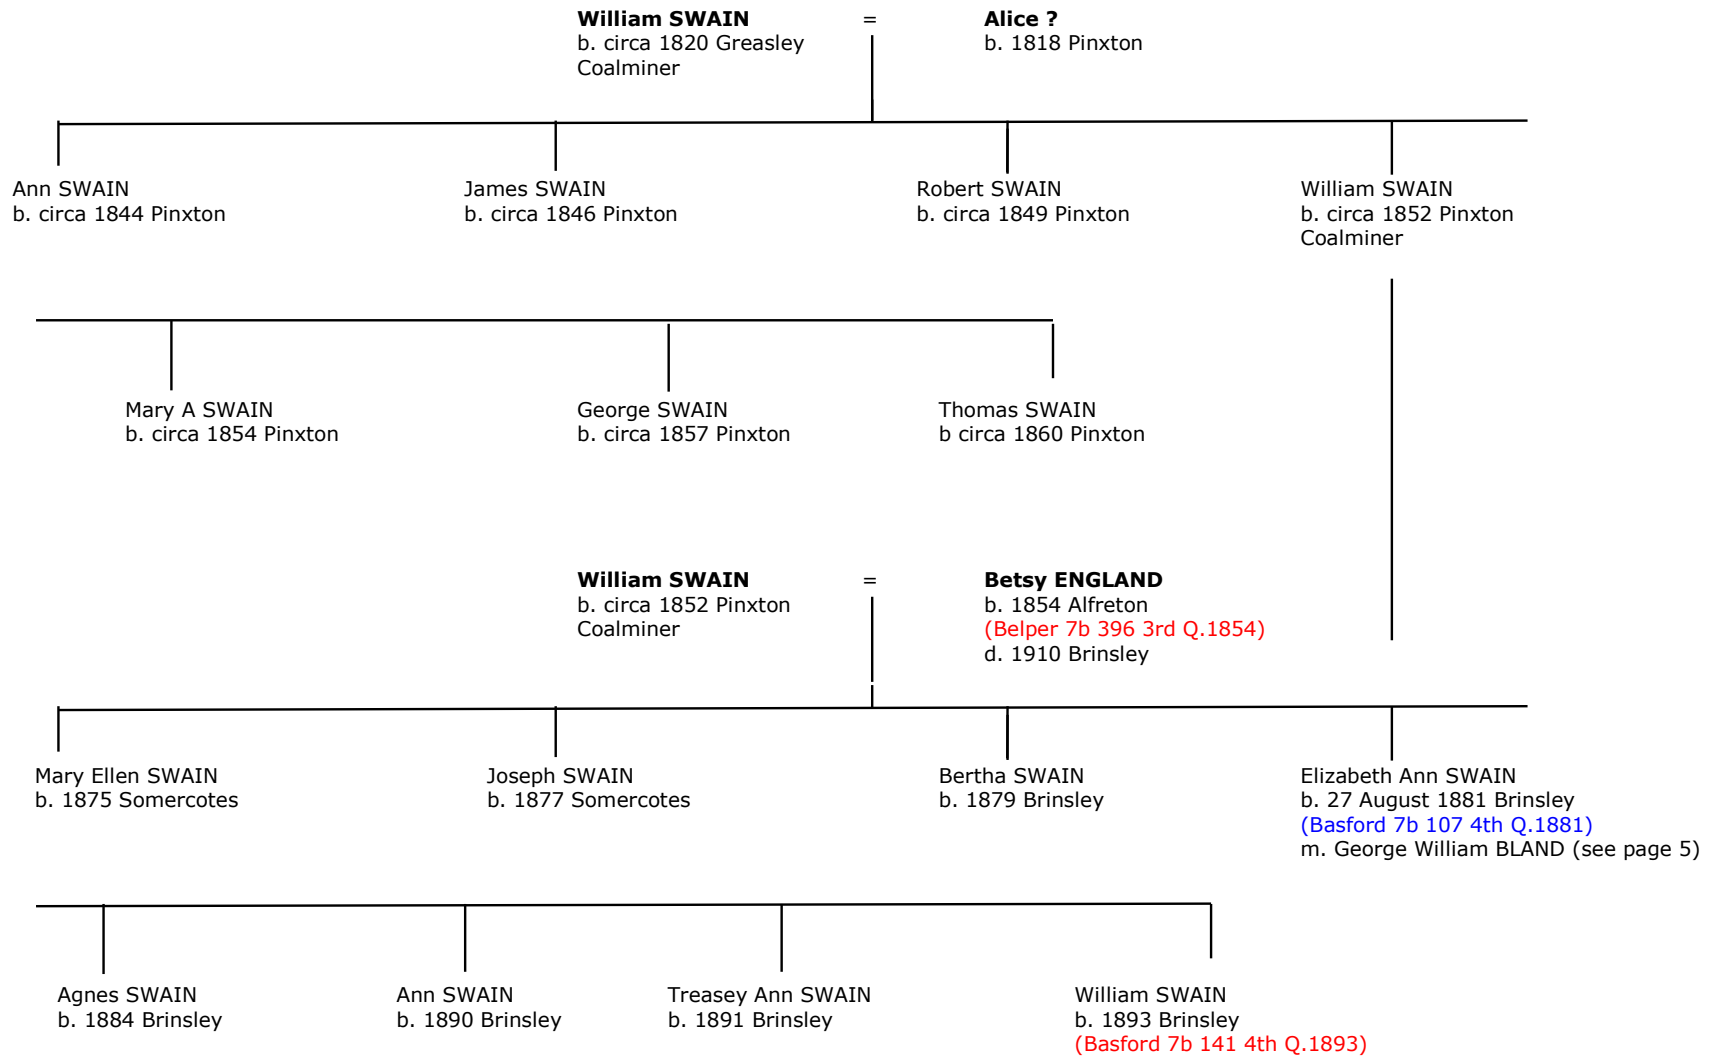 William SWAIN = Alice ?
b. circa 1820 Greasley b. 1818 Pinxton
Coalminer
Ann SWAIN James SWAIN Robert SWAIN William SWAIN
b. circa 1844 Pinxton b. circa 1846 Pinxton b. circa 1849 Pinxton b. circa 1852 Pinxton
Coalminer
Mary A SWAIN George SWAIN Thomas SWAIN
b. circa 1854 Pinxton b. circa 1857 Pinxton b circa 1860 Pinxton
William SWAIN = Betsy ENGLAND
b. circa 1852 Pinxton b. 1854 Alfreton
Coalminer (Belper 7b 396 3rd Q.1854)
d. 1910 Brinsley
Mary Ellen SWAIN Joseph SWAIN Bertha SWAIN Elizabeth Ann SWAIN
b. 1875 Somercotes b. 1877 Somercotes b. 1879 Brinsley b. 27 August 1881 Brinsley
(Basford 7b 107 4th Q.1881)
m. George William BLAND (see page 5)
Agnes SWAIN Ann SWAIN Treasey Ann SWAIN William SWAIN
b. 1884 Brinsley b. 1890 Brinsley b. 1891 Brinsley b. 1893 Brinsley
(Basford 7b 141 4th Q.1893)